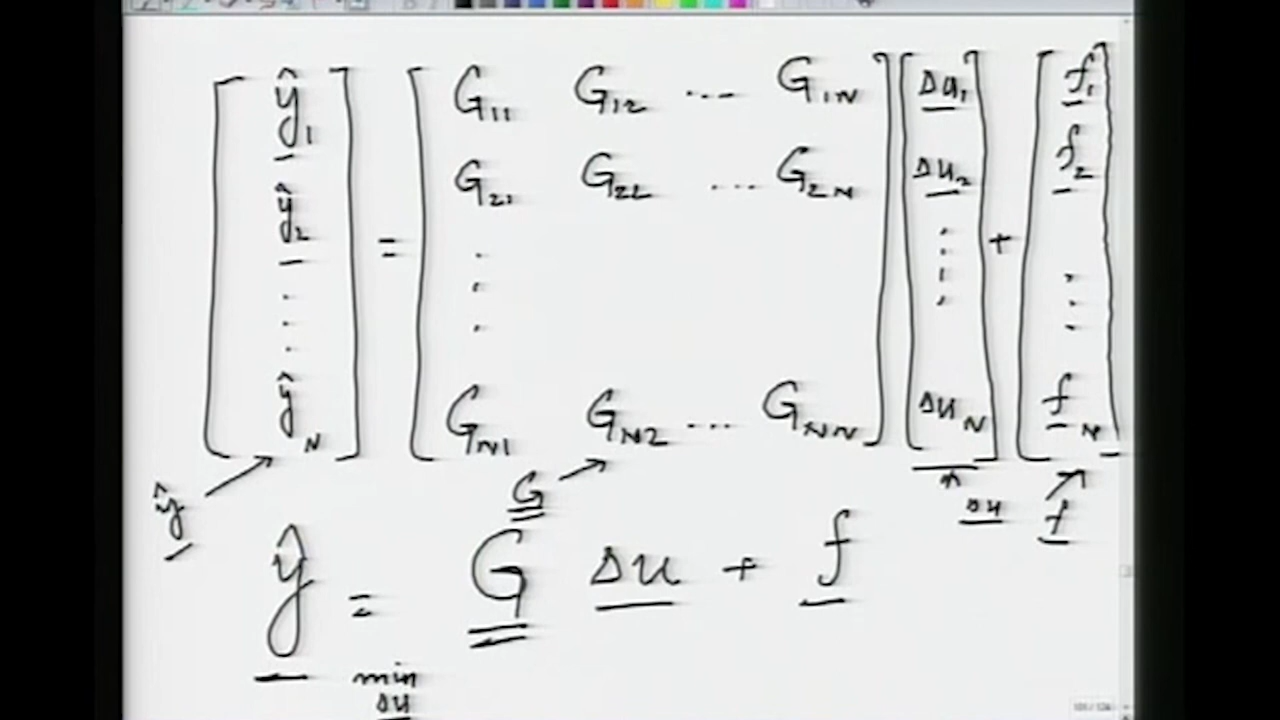 [ŷ₁] = [G₁₁ G₁₂ ... G₁N] [Δu₁] + [f₁]
[ŷ₂] [G₂₁ G₂₂ ... G₂N] [Δu₂] [f₂]
⋮ ⋮ ⋮ ⋮
[ŷN] [GN1 GN2 ... GNN] [ΔuN] [fN]
ŷ G Δu f
ŷ = G Δu + f
min
Δu